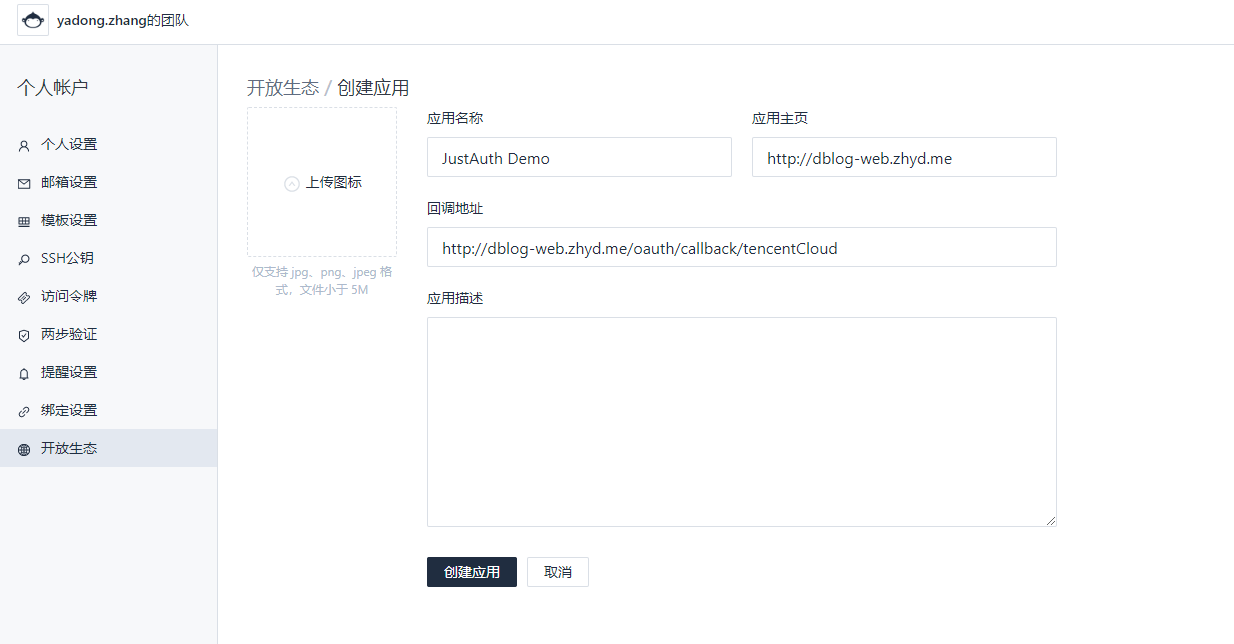 yadong.zhang的团队
个人帐户
个人设置
邮箱设置
模板设置
SSH公钥
访问令牌
两步验证
提醒设置
绑定设置
开放生态
开放生态 / 创建应用
上传图标
仅支持 jpg、png、jpeg 格
式，文件小于 5M
应用名称
JustAuth Demo
应用主页
http://dblog-web.zhyd.me
回调地址
http://dblog-web.zhyd.me/oauth/callback/tencentCloud
应用描述
创建应用
取消